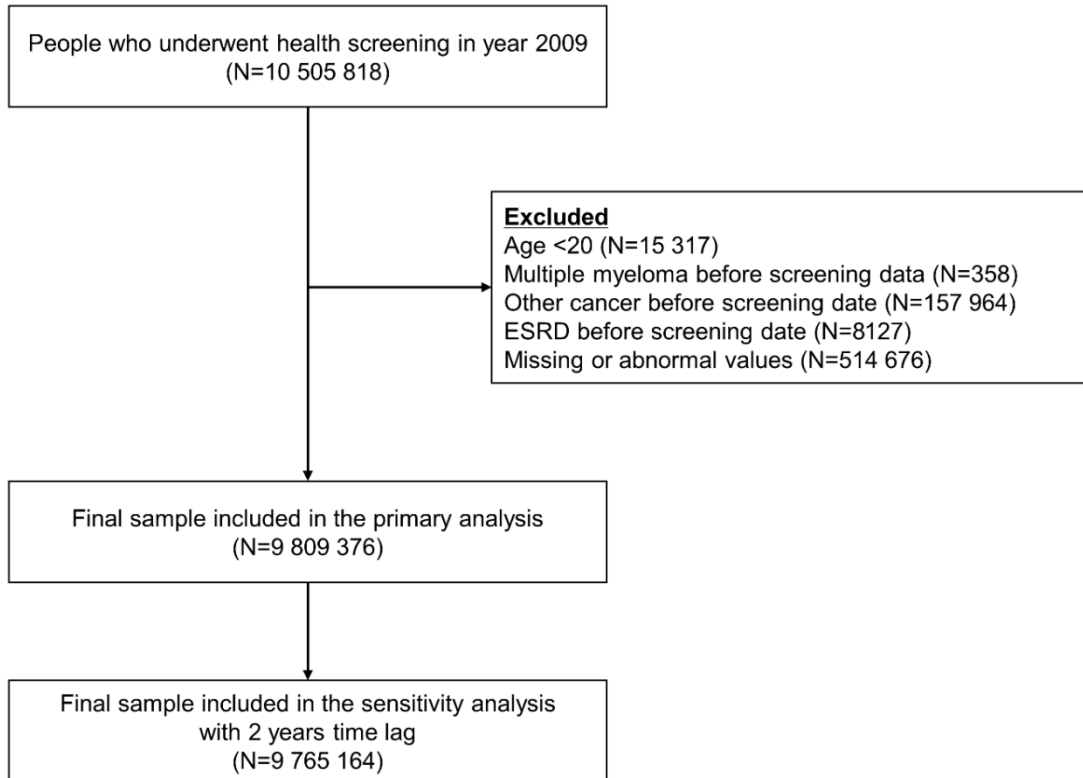 People who underwent health screening in year 2009
(N=10 505 818)
Excluded
Age <20 (N=15 317)
Multiple myeloma before screening data (N=358)
Other cancer before screening date (N=157 964)
ESRD before screening date (N=8127)
Missing or abnormal values (N=514 676)
Final sample included in the primary analysis
(N=9 809 376)
Final sample included in the sensitivity analysis
with 2 years time lag
(N=9 765 164)